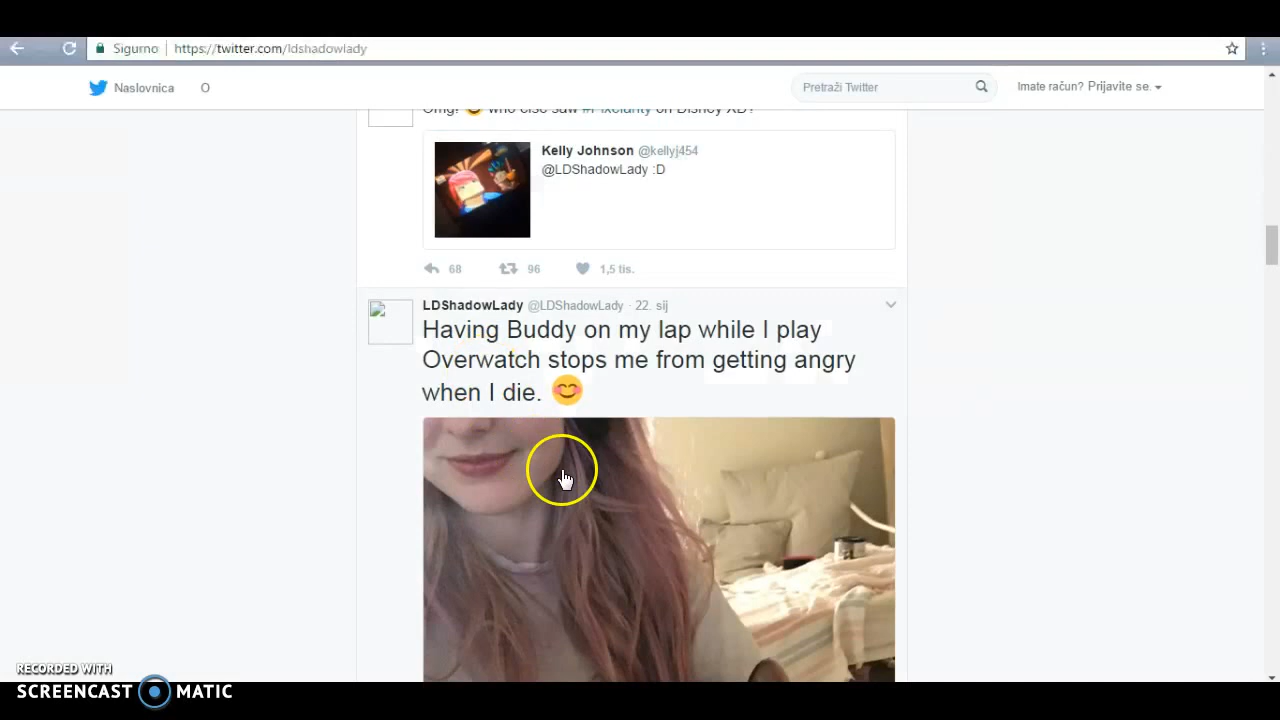 Sigurno https://twitter.com/ldshadowlady
Naslovnica O Pretraži Twitter Imate račun? Prijavite se.
Omg! 😄 who else saw #Pixelarity on Disney XD?
Kelly Johnson @kellyj454
@LDShadowLady :D
68 96 1,5 tis.
LDShadowLady @LDShadowLady · 22. sij
Having Buddy on my lap while I play
Overwatch stops me from getting angry
when I die. 😊
RECORDED WITH
SCREENCAST MATIC